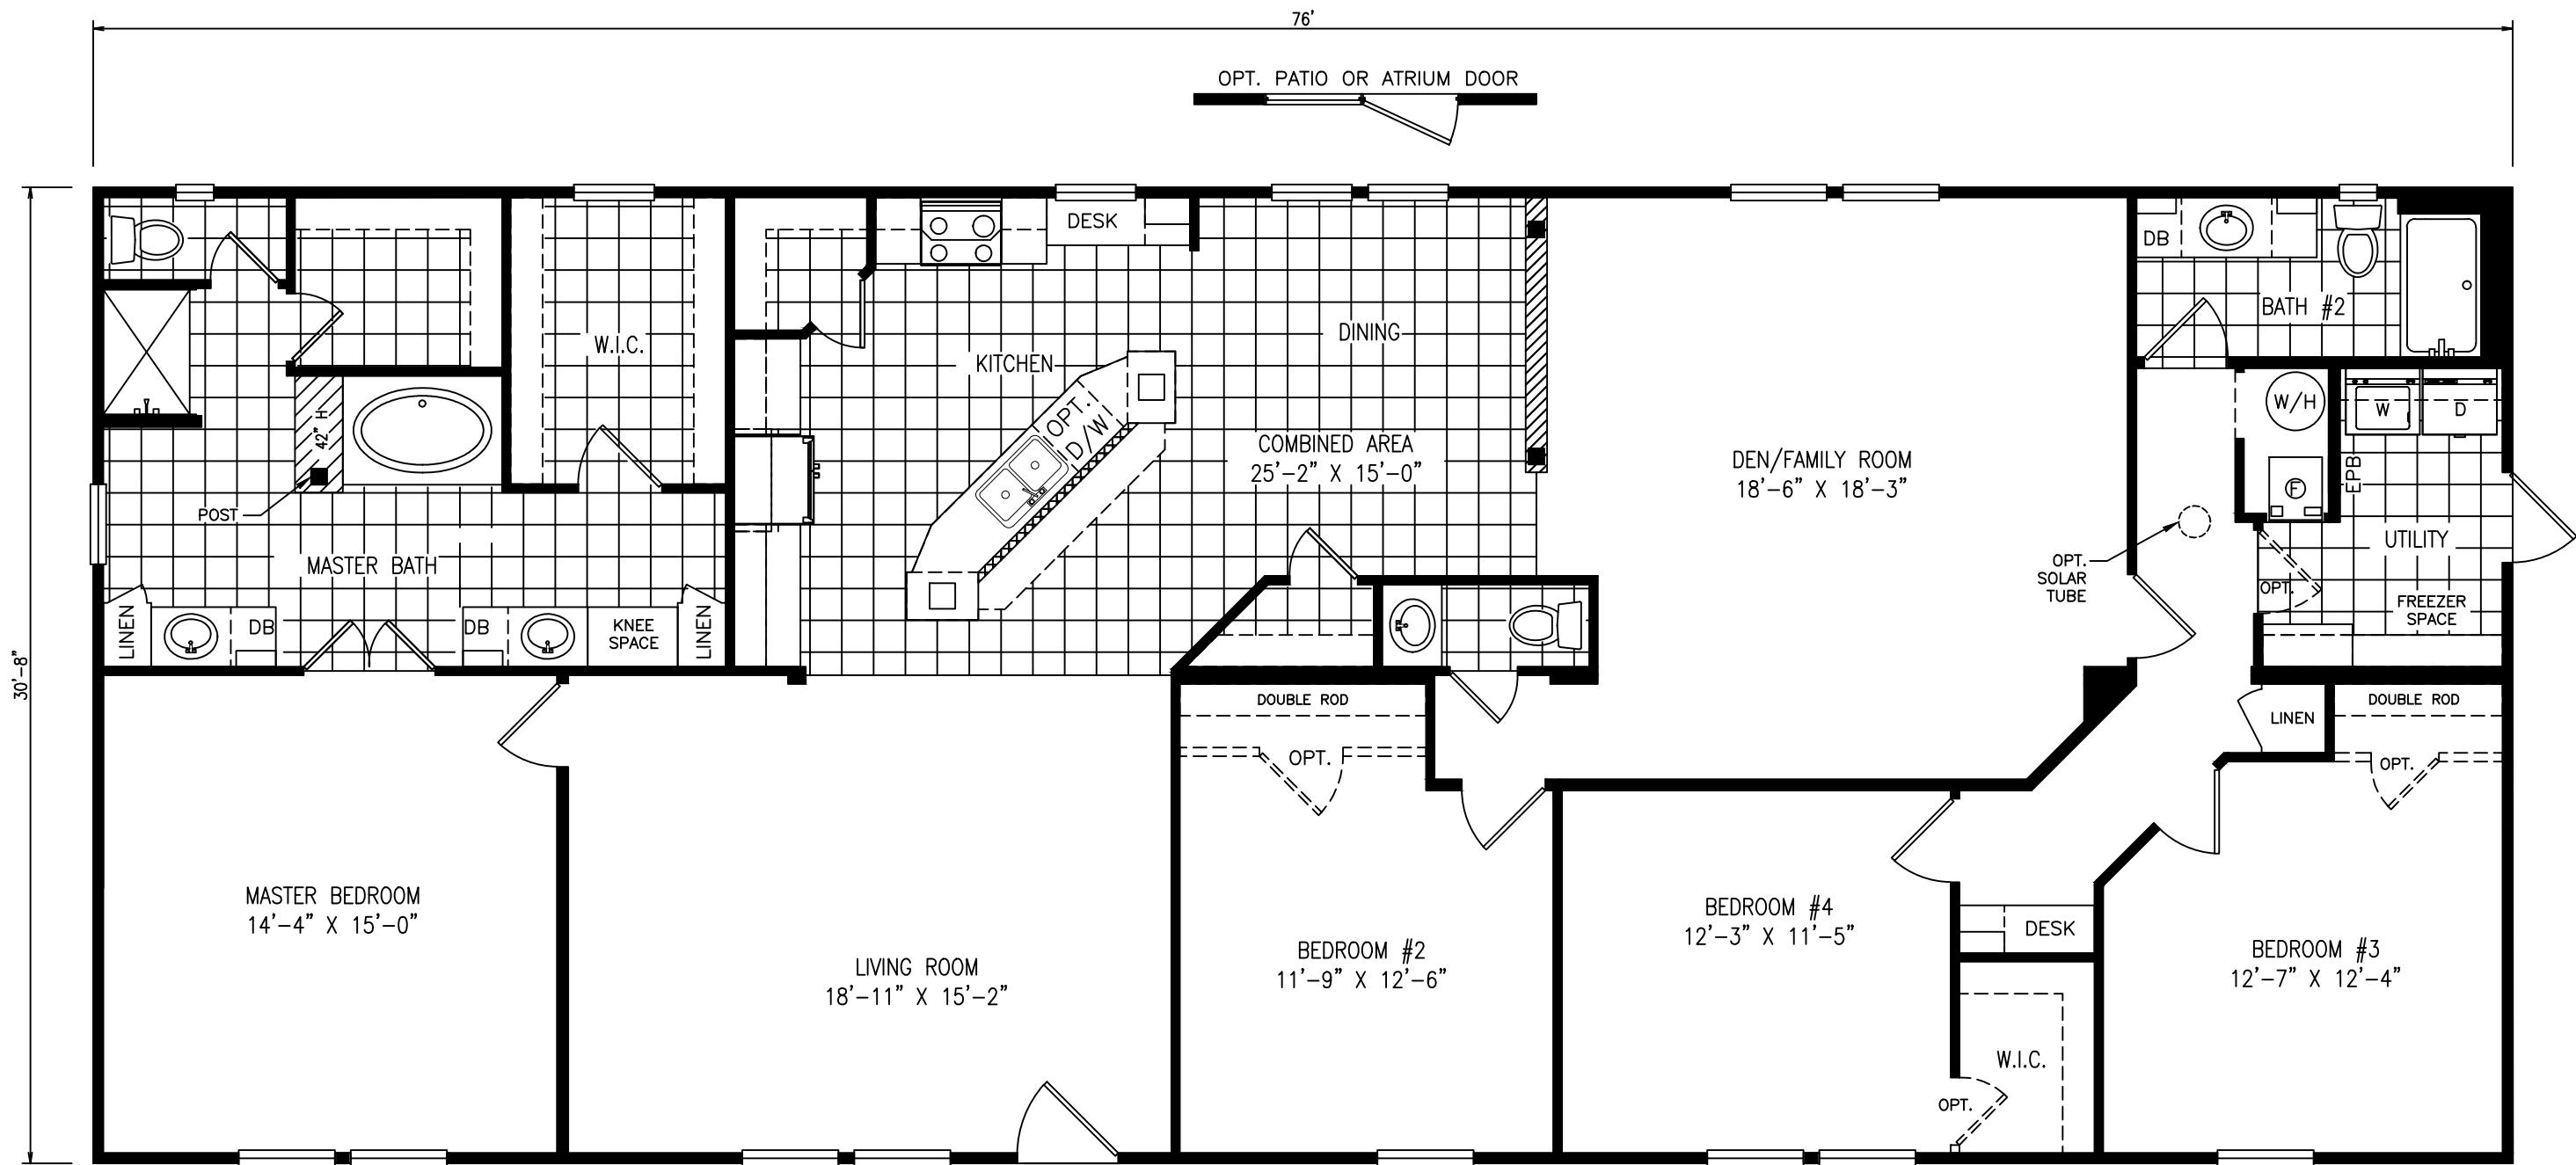 76'
OPT. PATIO OR ATRIUM DOOR
30'-8"
DESK
DB
BATH #2
DINING
W.I.C.
KITCHEN
W/H
W
D
42" H
OPT.
D/W
COMBINED AREA
25'-2" X 15'-0"
DEN/FAMILY ROOM
18'-6" X 18'-3"
EPB
F
POST
UTILITY
MASTER BATH
OPT.
SOLAR
TUBE
OPT.
FREEZER
SPACE
LINEN
DB
DB
KNEE
SPACE
LINEN
DOUBLE ROD
DOUBLE ROD
LINEN
OPT.
OPT.
MASTER BEDROOM
14'-4" X 15'-0"
BEDROOM #4
12'-3" X 11'-5"
DESK
BEDROOM #2
11'-9" X 12'-6"
BEDROOM #3
12'-7" X 12'-4"
LIVING ROOM
18'-11" X 15'-2"
W.I.C.
OPT.